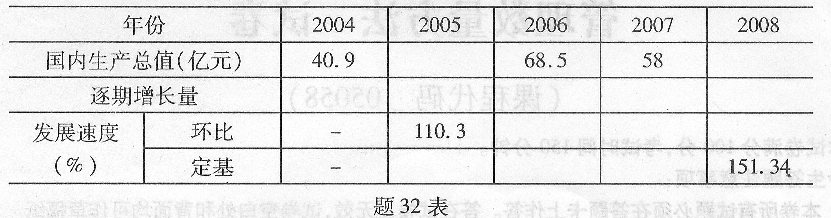 年份 2004 2005 2006 2007 2008
国内生产总值(亿元) 40.9 68.5 58
逐期增长量
发展速度 环比 – 110.3
(%) 定基 – 151.34
题 32 表